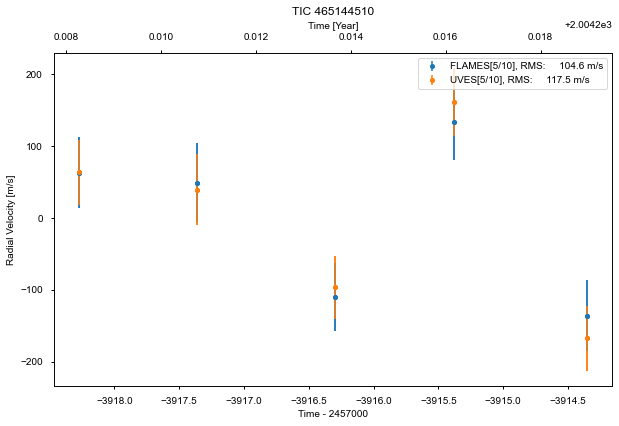 TIC 465144510
Time [Year]
0.008 0.010 0.012 0.014 0.016 0.018 +2.0042e3
FLAMES[5/10], RMS: 104.6 m/s
UVES[5/10], RMS: 117.5 m/s
Radial Velocity [m/s]
200
100
0
−100
−200
−3918.0 −3917.5 −3917.0 −3916.5 −3916.0 −3915.5 −3915.0 −3914.5
Time - 2457000